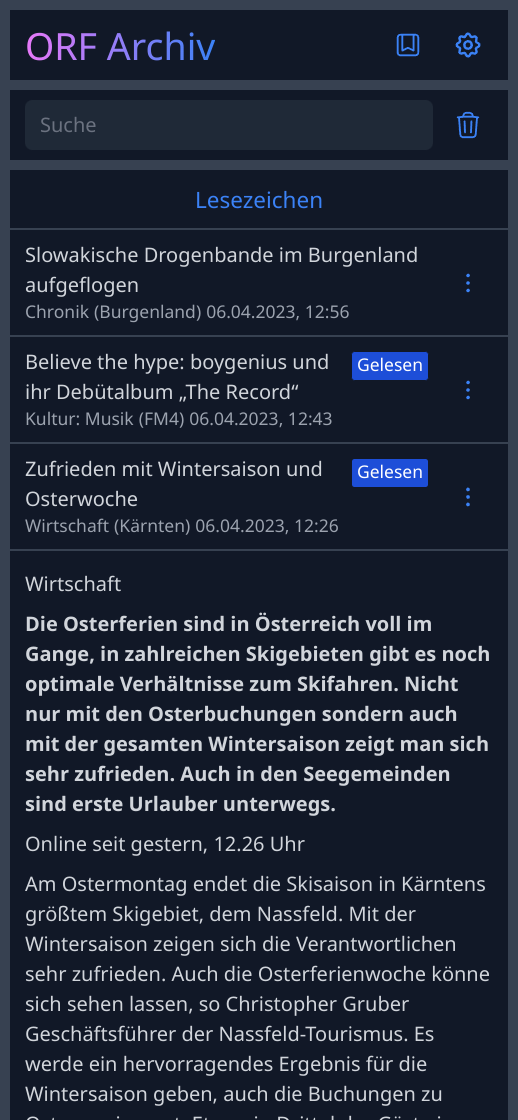 ORF Archiv
Suche
Lesezeichen
Slowakische Drogenbande im Burgenland
aufgeflogen
Chronik (Burgenland) 06.04.2023, 12:56
Believe the hype: boygenius und
ihr Debütalbum „The Record“
Gelesen
Kultur: Musik (FM4) 06.04.2023, 12:43
Zufrieden mit Wintersaison und
Osterwoche
Gelesen
Wirtschaft (Kärnten) 06.04.2023, 12:26
Wirtschaft
Die Osterferien sind in Österreich voll im
Gange, in zahlreichen Skigebieten gibt es noch
optimale Verhältnisse zum Skifahren. Nicht
nur mit den Osterbuchungen sondern auch
mit der gesamten Wintersaison zeigt man sich
sehr zufrieden. Auch in den Seegemeinden
sind erste Urlauber unterwegs.
Online seit gestern, 12.26 Uhr
Am Ostermontag endet die Skisaison in Kärntens
größtem Skigebiet, dem Nassfeld. Mit der
Wintersaison zeigen sich die Verantwortlichen
sehr zufrieden. Auch die Osterferienwoche könne
sich sehen lassen, so Christopher Gruber
Geschäftsführer der Nassfeld-Tourismus. Es
werde ein hervorragendes Ergebnis für die
Wintersaison geben, auch die Buchungen zu